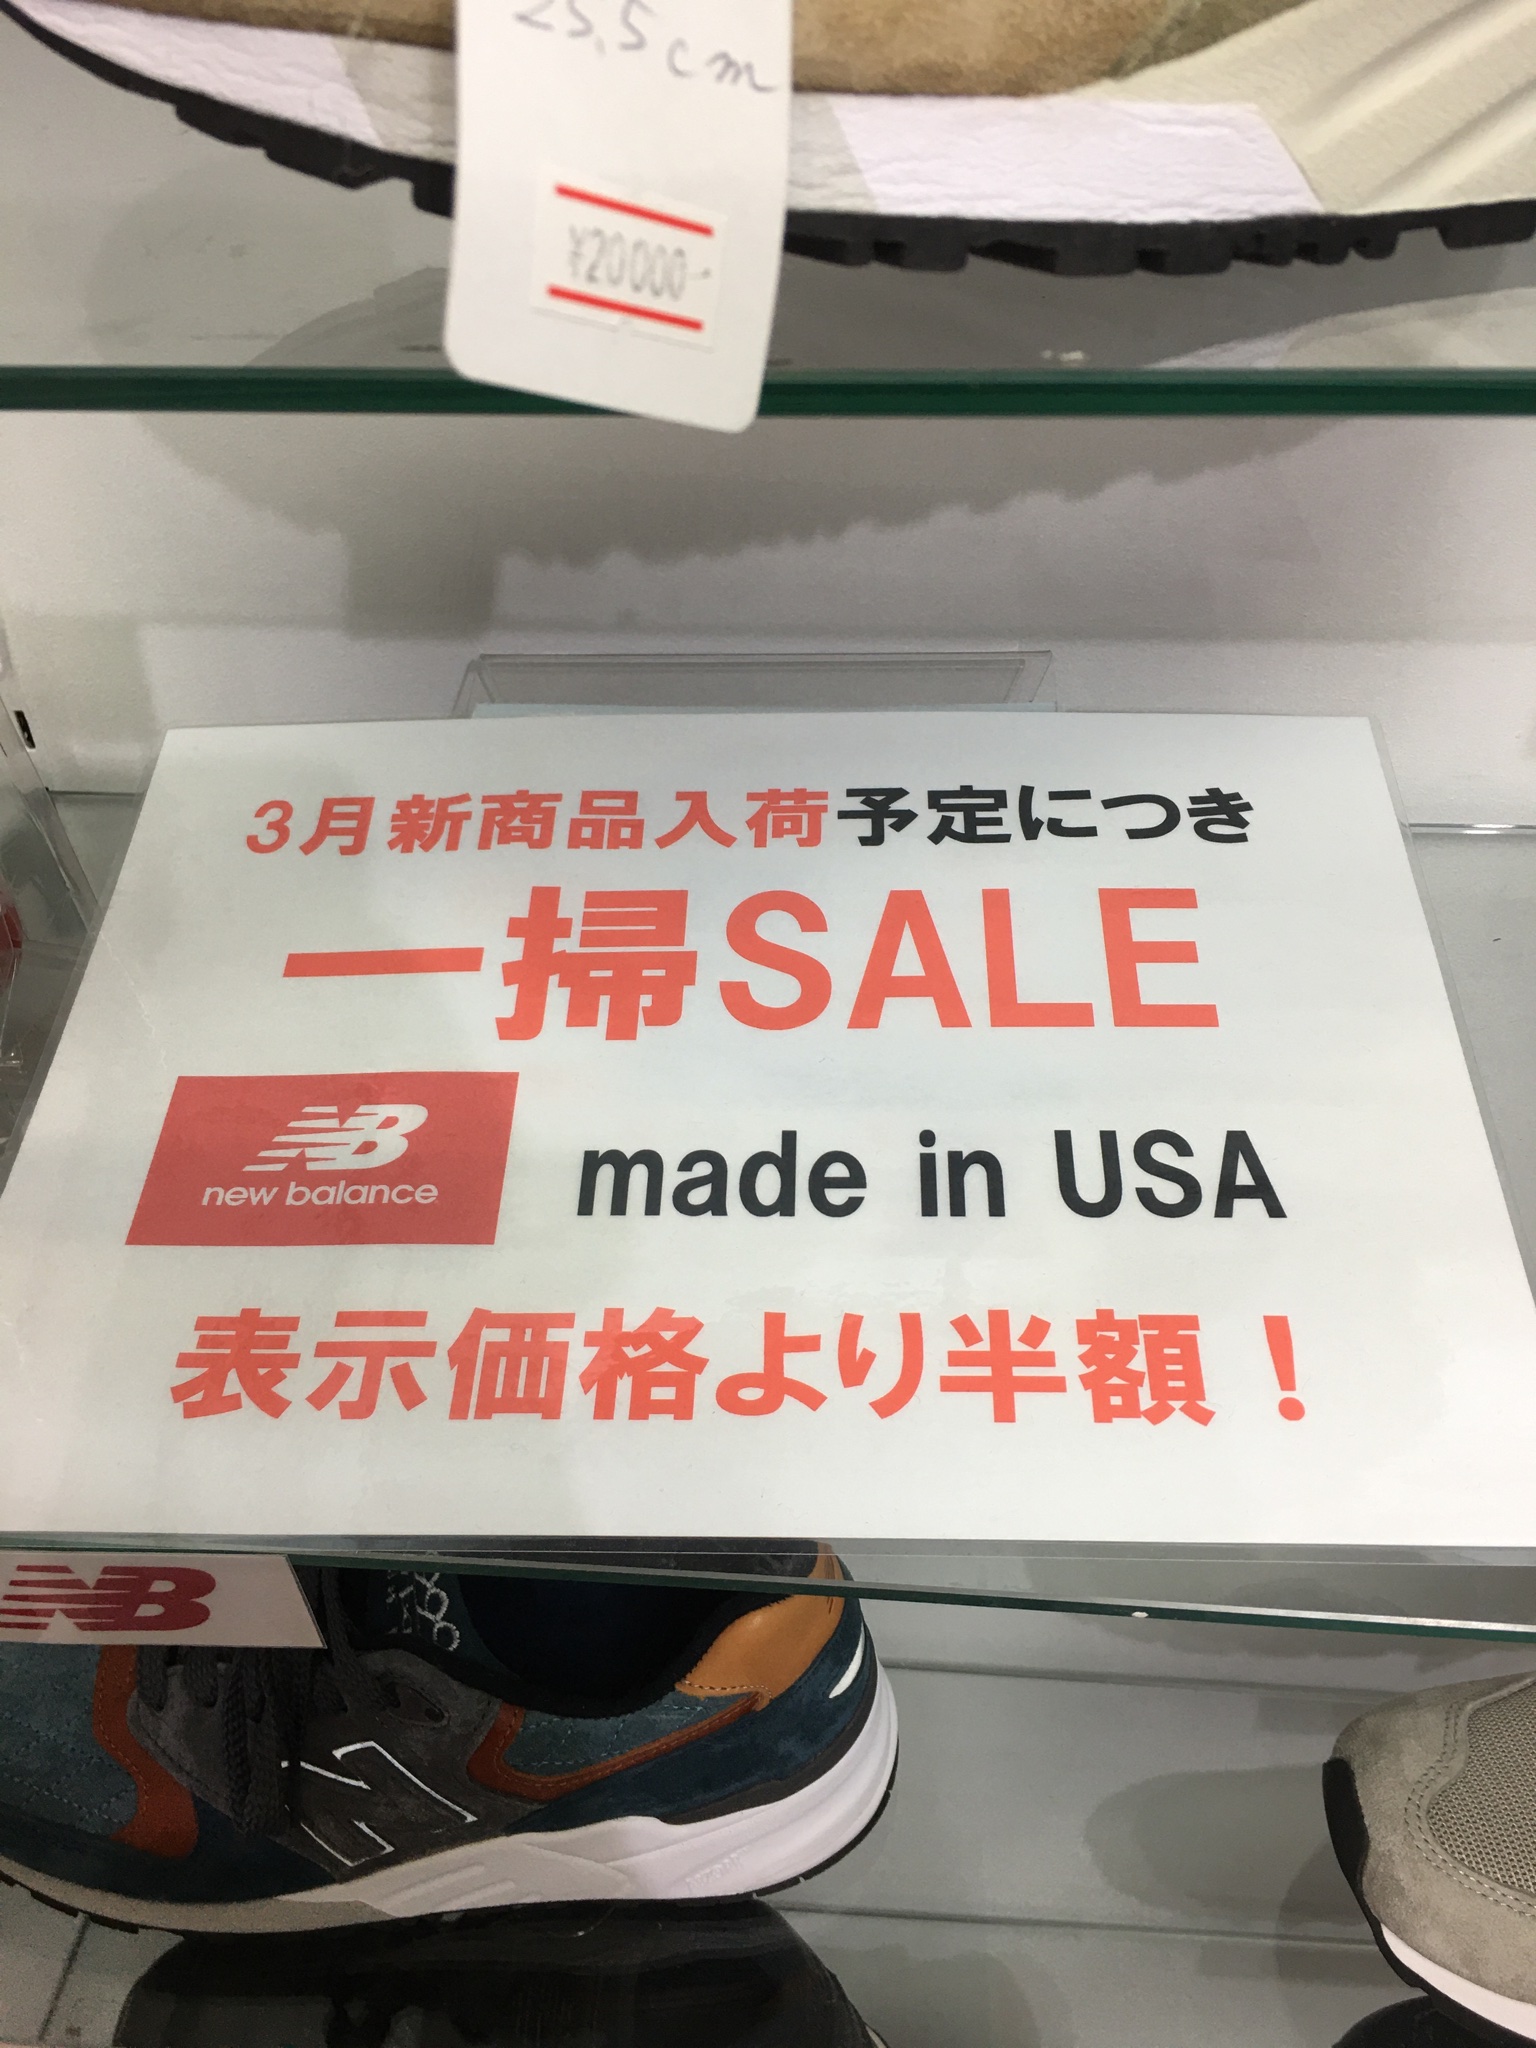 25.5cm
¥20000-
3月新商品入荷予定につき
一掃SALE
NB
new balance
made in USA
表示価格より半額！
NB
N